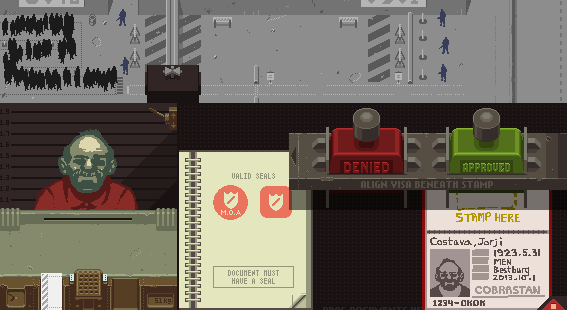 VALID SEALS
M.O.A
DOCUMENT MUST
HAVE A SEAL
DENIED
APPROVED
ALIGN VISA BENEATH STAMP
STAMP HERE
Costava, Jorji
1923.5.31
MEN
Bestburg
COBRASTAN
1234-OKOK